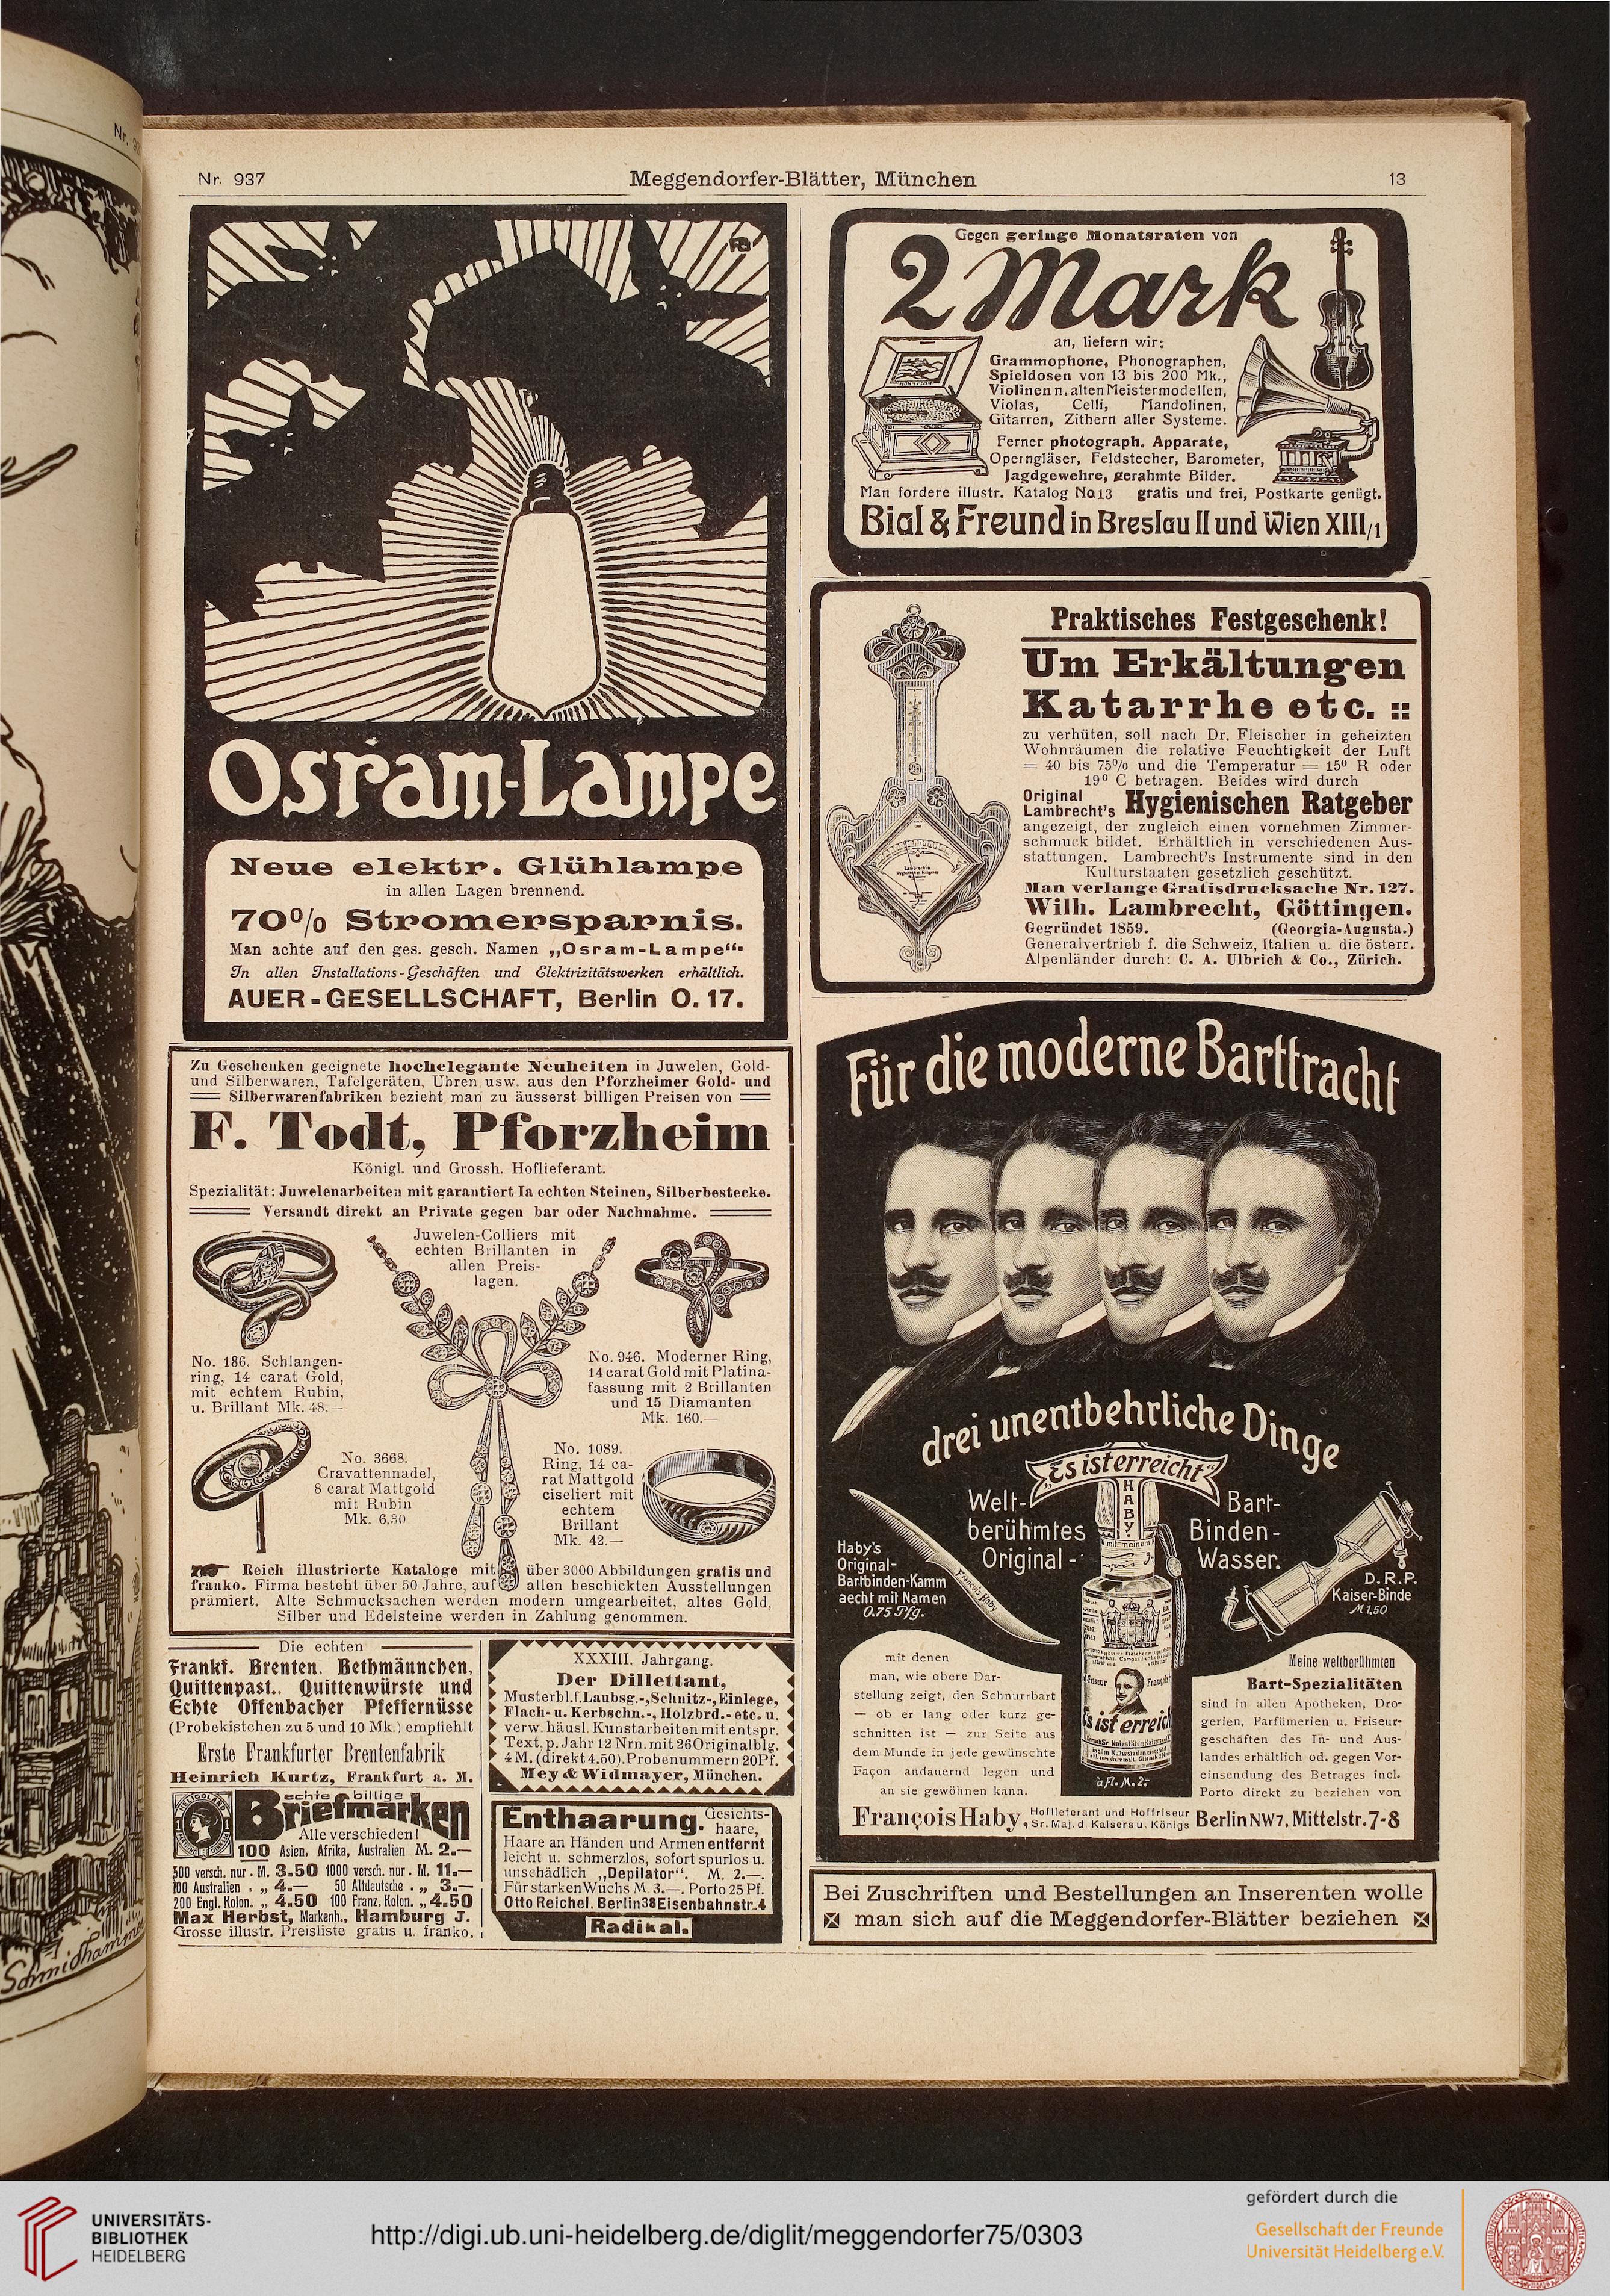 Nr. 937
Meggendorfer-Blätter, München
13
Osram-Lampe
Neue elektr. Glühlampe
in allen Lagen brennend.
70% Stromersparnis.
Man achte auf den ges. gesch. Namen „Osram-Lampe“.
In allen Installations-Geschäften und Elektrizitätswerken erhältlich.
AUER-GESELLSCHAFT, Berlin O. 17.
Zu Geschenken geeignete hochelegante Neuheiten in Juwelen, Gold-
und Silberwaren, Tafelgeräten, Uhren usw. aus den Pforzheimer Gold- und
Silberwarenfabriken bezieht man zu äusserst billigen Preisen von
F. Todt, Pforzheim
Königl. und Grossh. Hoflieferant.
Spezialität: Juwelenarbeiten mit garantiert Ia echten Steinen, Silberbestecke.
Versandt direkt an Private gegen bar oder Nachnahme.
Juwelen-Colliers mit
echten Brillanten in
allen Preis-
lagen.
No. 186. Schlangen-
ring, 14 carat Gold,
mit echtem Rubin,
u. Brillant Mk. 48.—
No. 946. Moderner Ring,
14 carat Gold mit Platina-
fassung mit 2 Brillanten
und 15 Diamanten
Mk. 160.—
No. 3668.
Cravattennadel,
8 carat Mattgold
mit Rubin
Mk. 6.30
No. 1089.
Ring, 14 ca-
rat Mattgold
ciseliert mit
echtem
Brillant
Mk. 42.—
Reich illustrierte Kataloge mit über 3000 Abbildungen gratis und
franko. Firma besteht über 50 Jahre, auf allen beschickten Ausstellungen
prämiert. Alte Schmucksachen werden modern umgearbeitet, altes Gold,
Silber und Edelsteine werden in Zahlung genommen.
Die echten
Frankf. Brenten, Bethmännchen,
Quittenpast., Quittenwürste und
Echte Offenbacher Pfeffernüsse
(Probekistchen zu 5 und 10 Mk.) empfiehlt
Erste Frankfurter Brentenfabrik
Heinrich Kurtz, Frankfurt a. M.
XXXIII. Jahrgang.
Der Dillettant,
Musterbl. f. Laubsg.-, Schnitz-, Einlege,
Flach- u. Kerbschn.-, Holzbrd.- etc. u.
verw. häusl. Kunstarbeiten mit entspr.
Text, p. Jahr 12 Nrn. mit 26 Originalblg.
4 M. (direkt 4.50). Probenummern 20 Pf.
Mey & Widmayer, München.
HELIGOLAND
echte billige
Briefmarken
Alle verschieden!
100 Asien, Afrika, Australien M. 2.—
500 versch. nur . M. 3.50 1000 versch. nur . M. 11.—
100 Australien . „ 4.— 50 Altdeutsche . „ 3.—
200 Engl. Kolon. „ 4.50 100 Franz. Kolon. „ 4.50
Max Herbst, Markenh., Hamburg J.
Grosse illustr. Preisliste gratis u. franko.
Enthaarung. Gesichts-
haare,
Haare an Händen und Armen entfernt
leicht u. schmerzlos, sofort spurlos u.
unschädlich „Depilator“. M. 2.—.
Für starken Wuchs M. 3.—. Porto 25 Pf.
Otto Reichel, Berlin 38 Eisenbahnstr. 4
Radikal.
Gegen geringe Monatsraten von
2 Mark
an, liefern wir:
Grammophone, Phonographen,
Spieldosen von 13 bis 200 Mk.,
Violinen n. alten Meistermodellen,
Violas, Celli, Mandolinen,
Gitarren, Zithern aller Systeme.
Ferner photograph. Apparate,
Operngläser, Feldstecher, Barometer,
Jagdgewehre, gerahmte Bilder.
Man fordere illustr. Katalog No 13 gratis und frei, Postkarte genügt.
Bial & Freund in Breslau II und Wien XIII/1
Praktisches Festgeschenk!
Um Erkältungen
Katarrhe etc. ::
zu verhüten, soll nach Dr. Fleischer in geheizten
Wohnräumen die relative Feuchtigkeit der Luft
= 40 bis 75% und die Temperatur = 15° R oder
19° C betragen. Beides wird durch
Original
Lambrecht's Hygienischen Ratgeber
angezeigt, der zugleich einen vornehmen Zimmer-
schmuck bildet. Erhältlich in verschiedenen Aus-
stattungen. Lambrecht's Instrumente sind in den
Kulturstaaten gesetzlich geschützt.
Man verlange Gratisdrucksache Nr. 127.
Wilh. Lambrecht, Göttingen.
Gegründet 1859. (Georgia-Augusta.)
Generalvertrieb f. die Schweiz, Italien u. die österr.
Alpenländer durch: C. A. Ulbrich & Co., Zürich.
Für die moderne Barttracht
drei unentbehrliche Dinge
„Es ist erreicht“
HABY
Welt-
berühmtes
Original-
Bart-
Binden-
Wasser.
Haby's
Original-
Bartbinden-Kamm
aecht mit Namen
0.75 Pfg.
François Haby
D.R.P.
Kaiser-Binde
M 1.50
Es ist erreicht
à Fl. M. 2.-
mit denen
man, wie obere Dar-
stellung zeigt, den Schnurrbart
— ob er lang oder kurz ge-
schnitten ist — zur Seite aus
dem Munde in jede gewünschte
Façon andauernd legen und
an sie gewöhnen kann.
Meine weltberühmten
Bart-Spezialitäten
sind in allen Apotheken, Dro-
gerien, Parfümerien u. Friseur-
geschäften des In- und Aus-
landes erhältlich od. gegen Vor-
einsendung des Betrages incl.
Porto direkt zu beziehen von
François Haby, Hoflieferant und Hoffriseur
Sr. Maj. d. Kaisers u. Königs Berlin NW7, Mittelstr. 7-8
Bei Zuschriften und Bestellungen an Inserenten wolle
man sich auf die Meggendorfer-Blätter beziehen
UNIVERSITÄTS-
BIBLIOTHEK
HEIDELBERG
http://digi.ub.uni-heidelberg.de/diglit/meggendorfer75/0303
gefördert durch die
Gesellschaft der Freunde
Universität Heidelberg e.V.